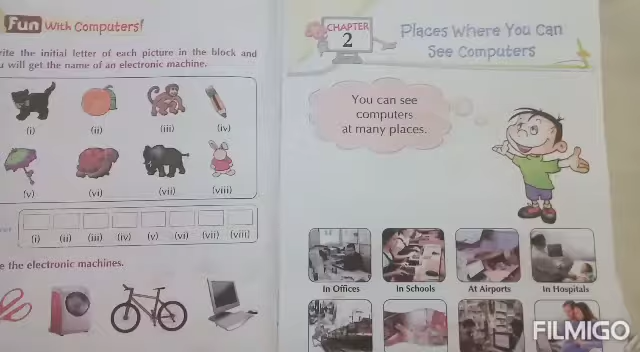 Fun With Computers!
the initial letter of each picture in the block and
will get the name of an electronic machine.
(i) (ii) (iii) (iv)
(v) (vi) (vii) (viii)
(i) (ii) (iii) (iv) (v) (vi) (vii) (viii)
the electronic machines.
CHAPTER
2
Places Where You Can
See Computers
You can see
computers
at many places.
In Offices In Schools At Airports In Hospitals
FILMIGO